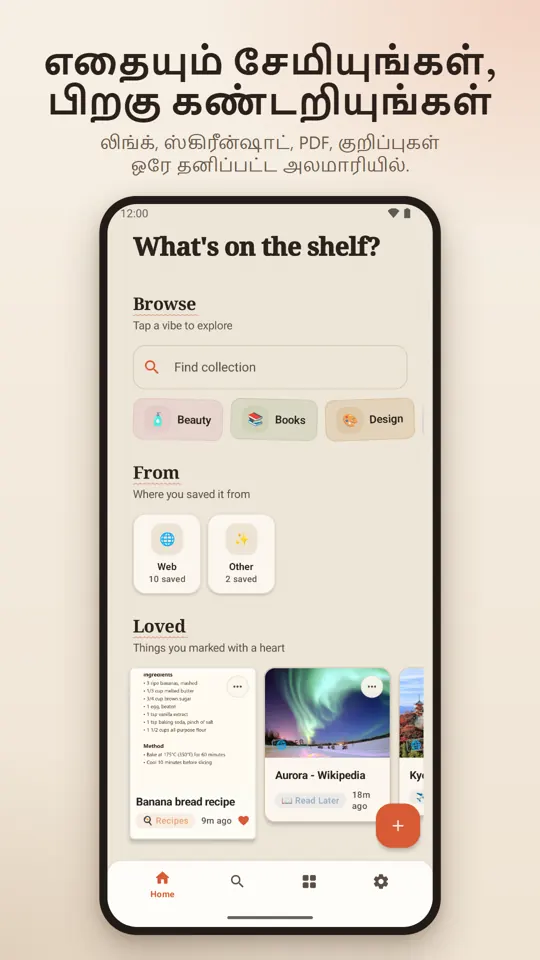 எதையும் சேமியுங்கள்,
பிறகு கண்டறியுங்கள்
லிங்க், ஸ்கிரீன்ஷாட், PDF, குறிப்புகள்
ஒரே தனிப்பட்ட அலமாரியில்.
12:00
What's on the shelf?
Browse
Tap a vibe to explore
Find collection
Beauty
Books
Design
From
Where you saved it from
Web
10 saved
Other
2 saved
Loved
Things you marked with a heart
Ingredients
• 3 ripe bananas, mashed
• 1/3 cup melted butter
• 3/4 cup brown sugar
• 1 egg, beaten
• 1 tsp vanilla extract
• 1 tsp baking soda, pinch of salt
• 1 1/2 cups all-purpose flour
Method
• Bake at 175°C (350°F) for 60 minutes
• Cool 10 minutes before slicing
Banana bread recipe
Recipes
9m ago
Aurora - Wikipedia
Read Later
18m
ago
Kyo
Home